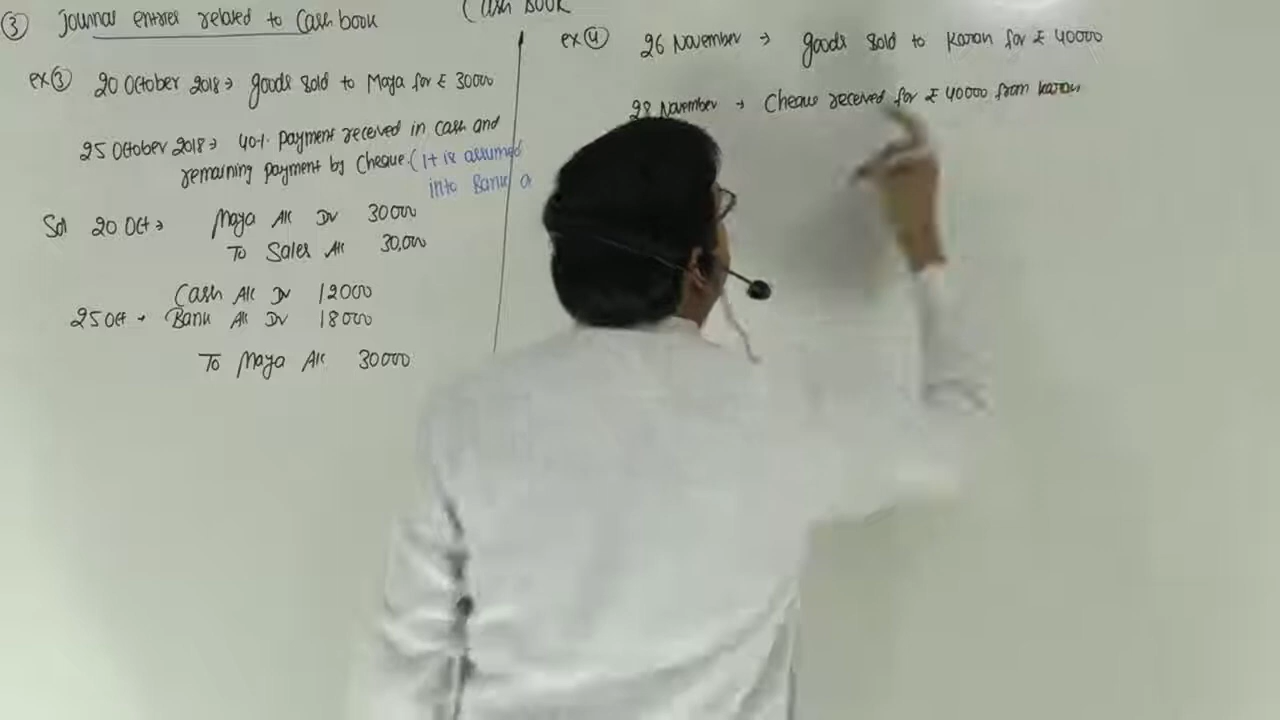 Cash Book
③ Journal entries related to Cash book
ex③ 20 October 2018 → goods sold to Maya for ₹ 30000
25 October 2018 → 40% payment received in cash and
remaining payment by Cheque. (It is assumed
into Bank a
Sol 20 Oct → Maya A/c Dr 30000
To Sales A/c 30,000
Cash A/c Dr 12000
25 Oct → Bank A/c Dr 18000
To Maya A/c 30000
ex④ 26 November → goods sold to Karan for ₹ 40000
28 November → Cheque received for ₹ 40000 from Karan